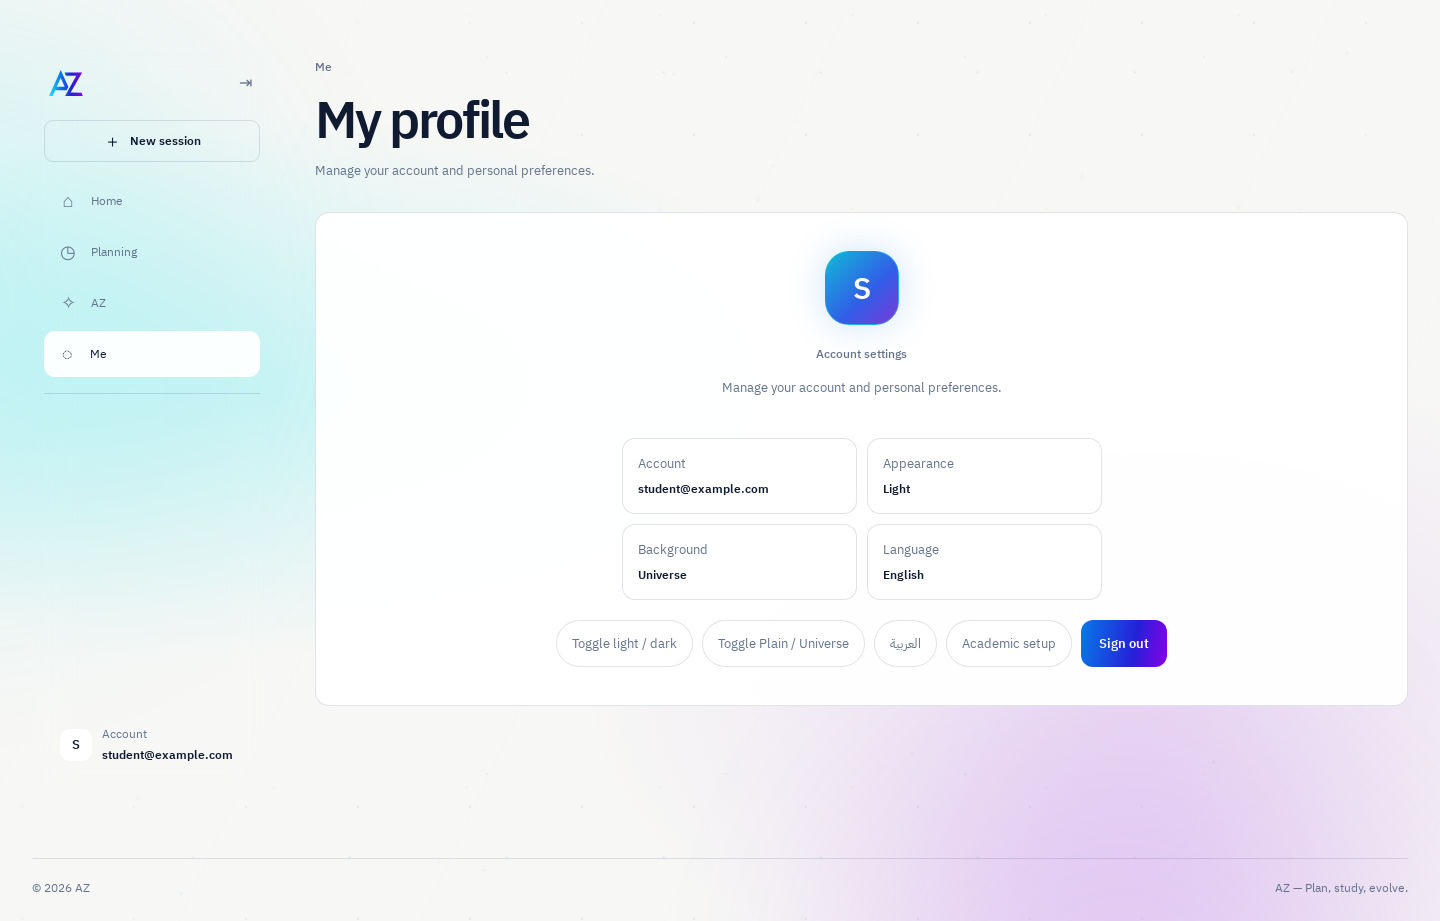 AZ
New session
Home
Planning
AZ
Me
S
Account
student@example.com
Me
My profile
Manage your account and personal preferences.
S
Account settings
Manage your account and personal preferences.
Account
student@example.com
Appearance
Light
Background
Universe
Language
English
Toggle light / dark
Toggle Plain / Universe
العربية
Academic setup
Sign out
© 2026 AZ
AZ — Plan, study, evolve.